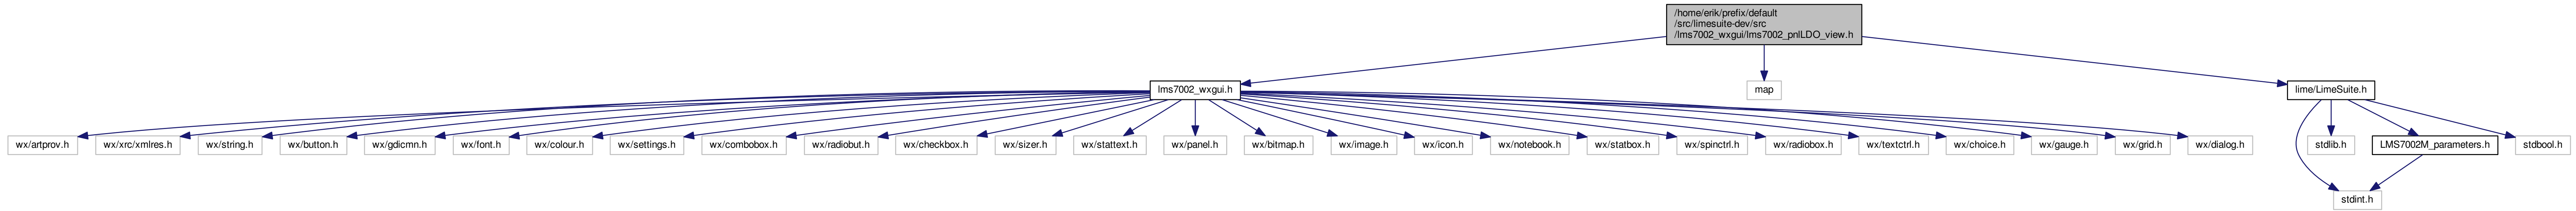 /home/erik/prefix/default
/src/limesuite-dev/src
/lms7002_wxgui/lms7002_pnlLDO_view.h
lms7002_wxgui.h
map
lime/LimeSuite.h
wx/artprov.h
wx/xrc/xmlres.h
wx/string.h
wx/button.h
wx/gdicmn.h
wx/font.h
wx/colour.h
wx/settings.h
wx/combobox.h
wx/radiobut.h
wx/checkbox.h
wx/sizer.h
wx/stattext.h
wx/panel.h
wx/bitmap.h
wx/image.h
wx/icon.h
wx/notebook.h
wx/statbox.h
wx/spinctrl.h
wx/radiobox.h
wx/textctrl.h
wx/choice.h
wx/gauge.h
wx/grid.h
wx/dialog.h
stdlib.h
LMS7002M_parameters.h
stdbool.h
stdint.h